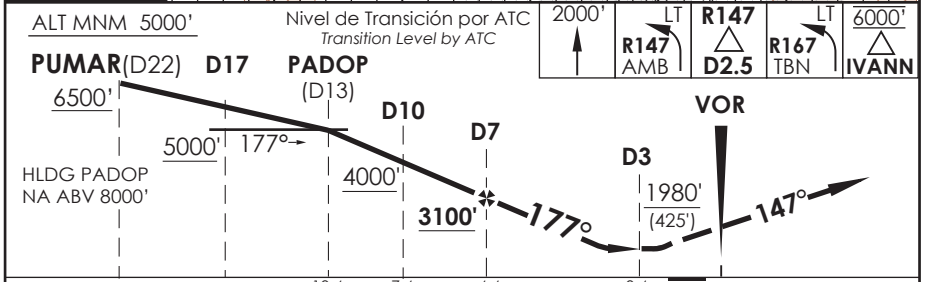 ALT MNM 5000'
Nivel de Transición por ATC
Transition Level by ATC
2000'
LT
R147
AMB
R147
D2.5
LT
R167
TBN
6000'
IVANN
PUMAR(D22)
D17
PADOP
(D13)
D10
D7
D3
VOR
6500'
5000'
177°
4000'
3100'
177°
1980'
(425')
147°
HLDG PADOP
NA ABV 8000'